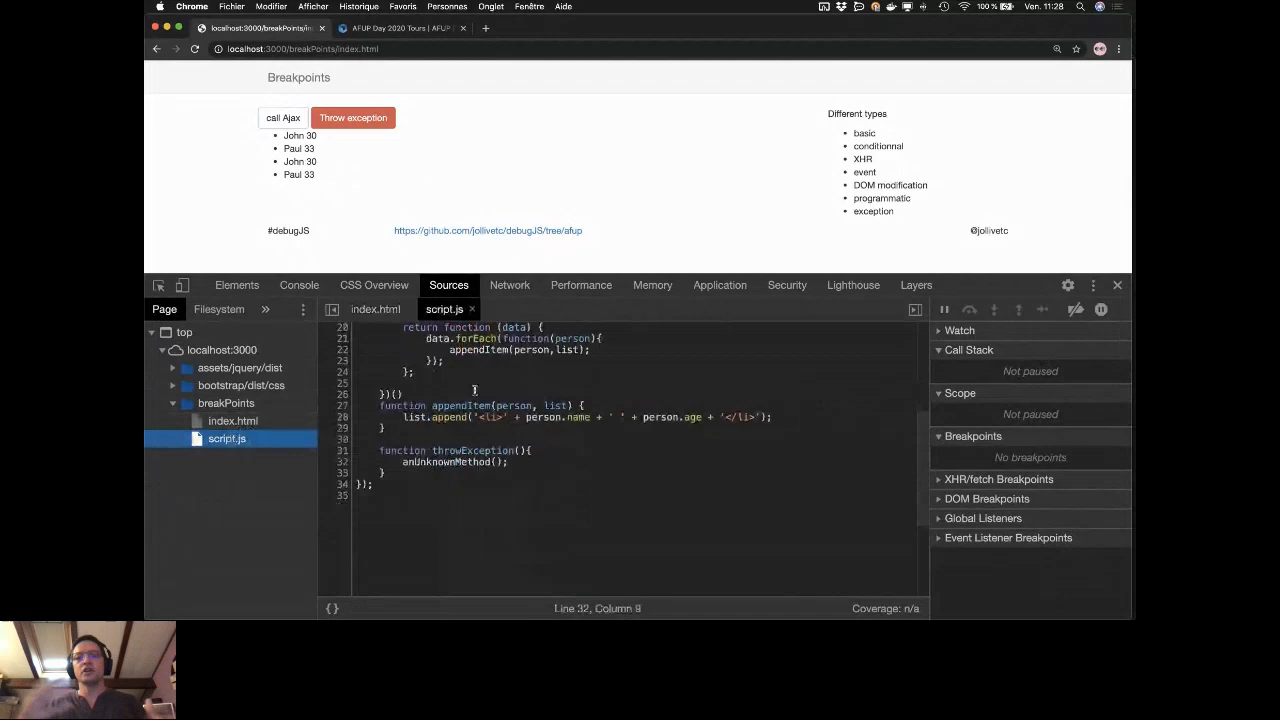 Chrome Fichier Modifier Afficher Historique Favoris Personnes Onglet Fenêtre Aide 100 % Ven. 11:28
localhost:3000/breakPoints/in × AFUP Day 2020 Tours | AFUP × +
localhost:3000/breakPoints/index.html
Breakpoints
call Ajax Throw exception
• John 30
• Paul 33
• John 30
• Paul 33
Different types
• basic
• conditionnal
• XHR
• event
• DOM modification
• programmatic
• exception
#debugJS https://github.com/jollivetc/debugJS/tree/afup @jollivetc
Elements Console CSS Overview Sources Network Performance Memory Application Security Lighthouse Layers
Page Filesystem »
top
localhost:3000
assets/jquery/dist
bootstrap/dist/css
breakPoints
index.html
script.js
index.html script.js ×
20 return function (data) {
21 data.forEach(function(person){
22 appendItem(person,list);
23 });
24 };
25
26 })()
27 function appendItem(person, list) {
28 list.append('<li>' + person.name + ' ' + person.age + '</li>');
29 }
30
31 function throwException(){
32 anUnknownMethod();
33 }
34 });
35
{} Line 32, Column 9 Coverage: n/a
Watch
Call Stack
Not paused
Scope
Not paused
Breakpoints
No breakpoints
XHR/fetch Breakpoints
DOM Breakpoints
Global Listeners
Event Listener Breakpoints